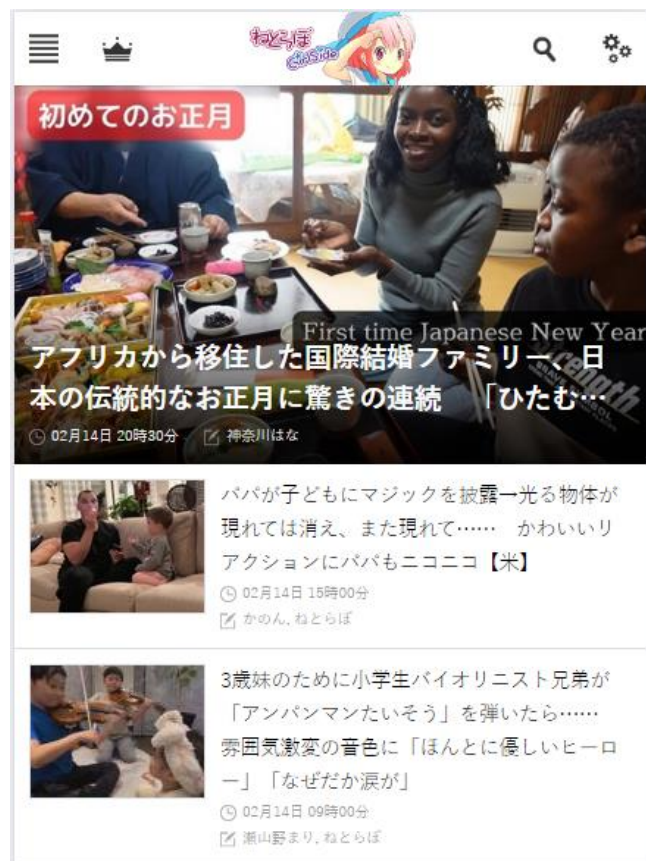 ねとらぼ
GirlSide
初めてのお正月
First time Japanese New Year
アフリカから移住した国際結婚ファミリー、日
本の伝統的なお正月に驚きの連続　「ひたむ…
02月14日 20時30分 神奈川はな
パパが子どもにマジックを披露→光る物体が
現れては消え、また現れて……　かわいいリ
アクションにパパもニコニコ【米】
02月14日 15時00分
かのん, ねとらぼ
3歳妹のために小学生バイオリニスト兄弟が
「アンパンマンたいそう」を弾いたら……
雰囲気激変の音色に「ほんとに優しいヒーロ
ー」「なぜだか涙が」
02月14日 09時00分
瀬山野まり, ねとらぼ